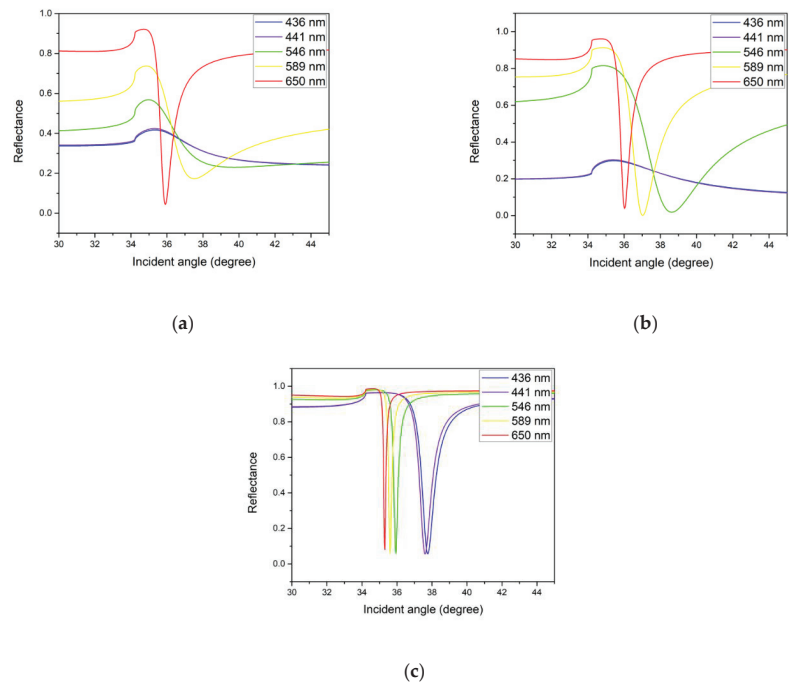 1.0
0.8
0.6
0.4
0.2
0.0
Reflectance
436 nm
441 nm
546 nm
589 nm
650 nm
30 32 34 36 38 40 42 44
Incident angle (degree)
(a)
1.0
0.8
0.6
0.4
0.2
0.0
Reflectance
436 nm
441 nm
546 nm
589 nm
650 nm
30 32 34 36 38 40 42 44
Incident angle (degree)
(b)
1.0
0.8
0.6
0.4
0.2
0.0
Reflectance
436 nm
441 nm
546 nm
589 nm
650 nm
30 32 34 36 38 40 42 44
Incident angle (degree)
(c)